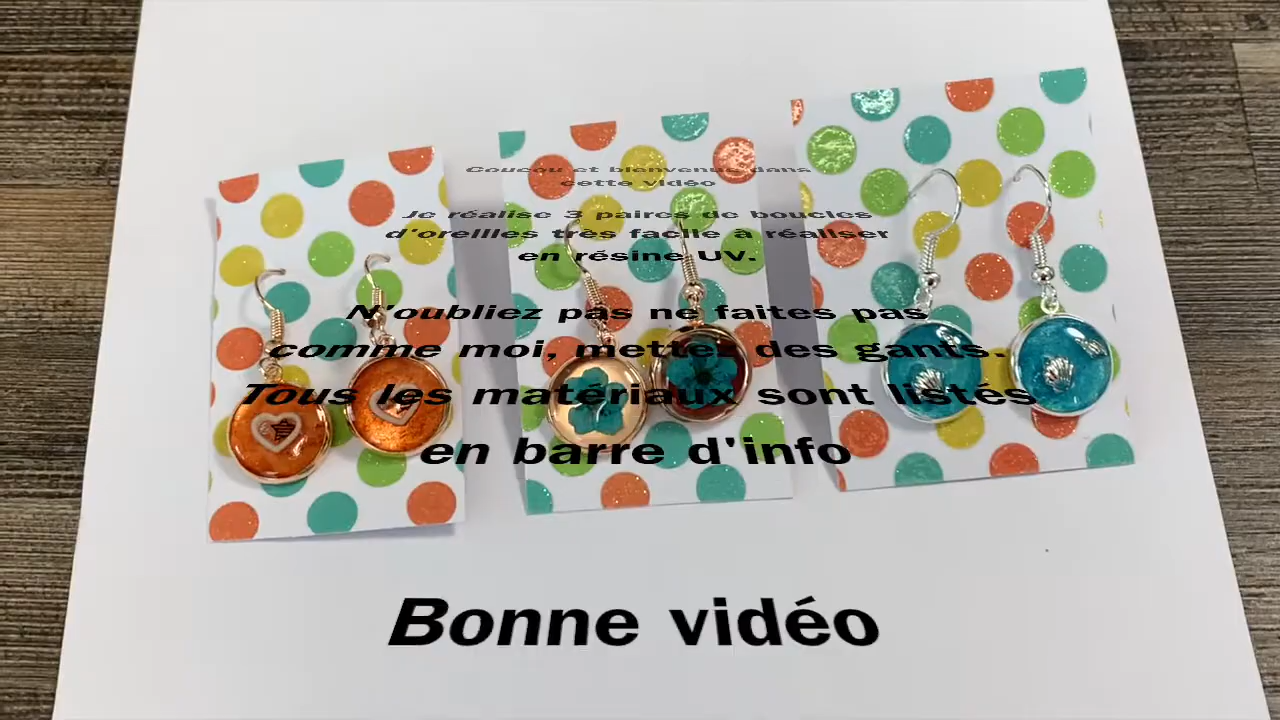 Coucou et bienvenue dans
cette vidéo
Je réalise 3 paires de boucles
d'oreilles très facile à réaliser
en résine UV.
N'oubliez pas ne faites pas
comme moi, mettez des gants.
Tous les matériaux sont listés
en barre d'info
Bonne vidéo